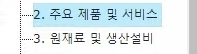 2. 주요 제품 및 서비스
3. 원재료 및 생산설비